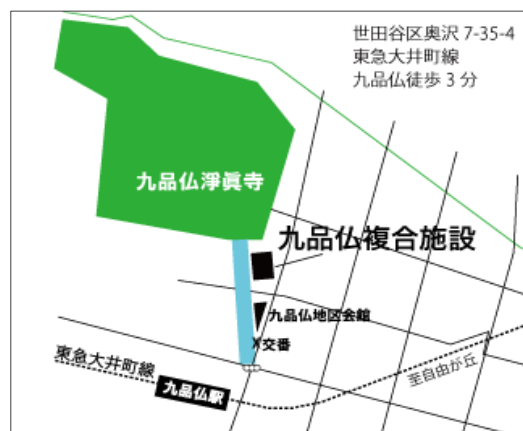 世田谷区奥沢 7-35-4
東急大井町線
九品仏徒歩 3 分
九品仏淨眞寺
九品仏複合施設
九品仏地区会館
X交番
東急大井町線
九品仏駅
至自由が丘